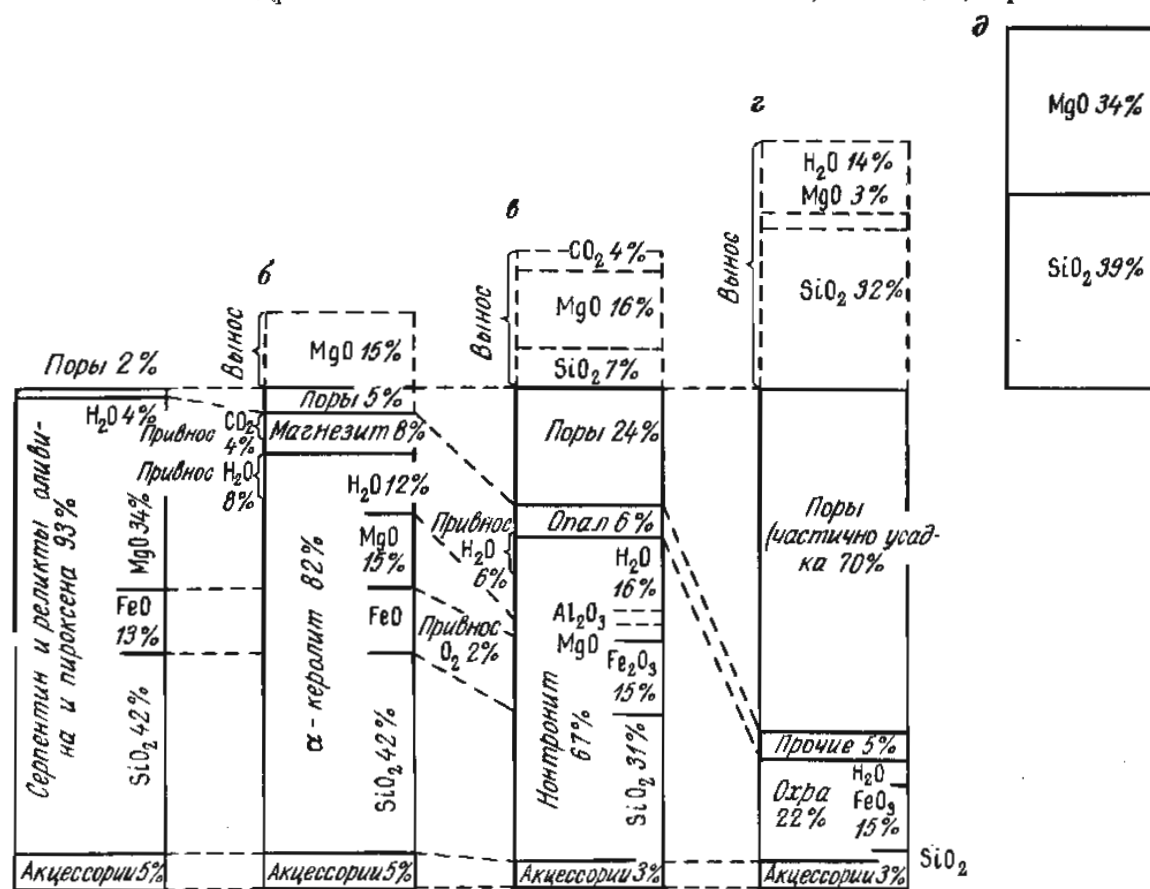 д
MgO 34%
SiO₂ 39%
г
H₂O 14%
MgO 3%
SiO₂ 32%
Вынос
в
CO₂ 4%
MgO 16%
SiO₂ 7%
Вынос
б
MgO 15%
Вынос
Поры 2%
H₂O 4%
Серпентин и реликты оливи-
на и пироксена 93%
MgO 34%
FeO
13%
SiO₂ 42%
Акцессории 5%
Поры 5%
Привнос CO₂
4%
Магнезит 8%
Привнос H₂O
8%
H₂O 12%
MgO
15%
FeO
α-керолит 82%
SiO₂ 42%
Акцессории 5%
Поры 24%
Опал 6%
Привнос
H₂O
6%
H₂O
16%
Al₂O₃
MgO
Привнос
O₂ 2%
Fe₂O₃
15%
Нонтронит
67%
SiO₂ 31%
Акцессории 3%
Поры
(частично усад-
ка 70%
Прочие 5%
Охра
22%
H₂O
FeO₃
15%
SiO₂
Акцессории 3%